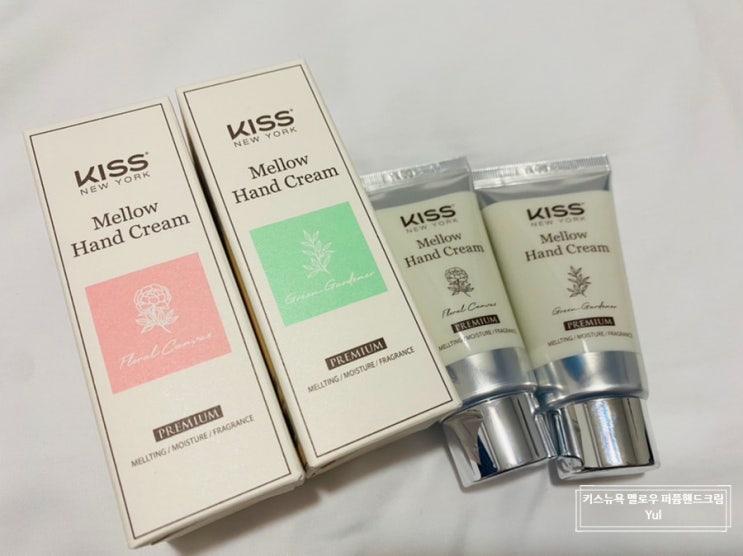 KISS
NEW YORK
Mellow
Hand Cream
Floral Canvas
PREMIUM
MELLTING / MOISTURE / FRAGRANCE
KISS
NEW YORK
Mellow
Hand Cream
Green Gardener
PREMIUM
MELLTING / MOISTURE / FRAGRANCE
KISS
NEW YORK
Mellow
Hand Cream
Floral Canvas
PREMIUM
MELLTING / MOISTURE / FRAGRANCE
KISS
NEW YORK
Mellow
Hand Cream
Green Gardener
PREMIUM
MELLTING / MOISTURE / FRAGRANCE
키스뉴욕 멜로우 퍼퓸핸드크림
Yul